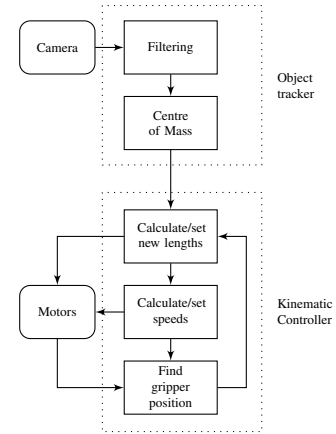 Camera
Filtering
Centre
of Mass
Object
tracker
Calculate/set
new lengths
Motors
Calculate/set
speeds
Find
gripper
position
Kinematic
Controller